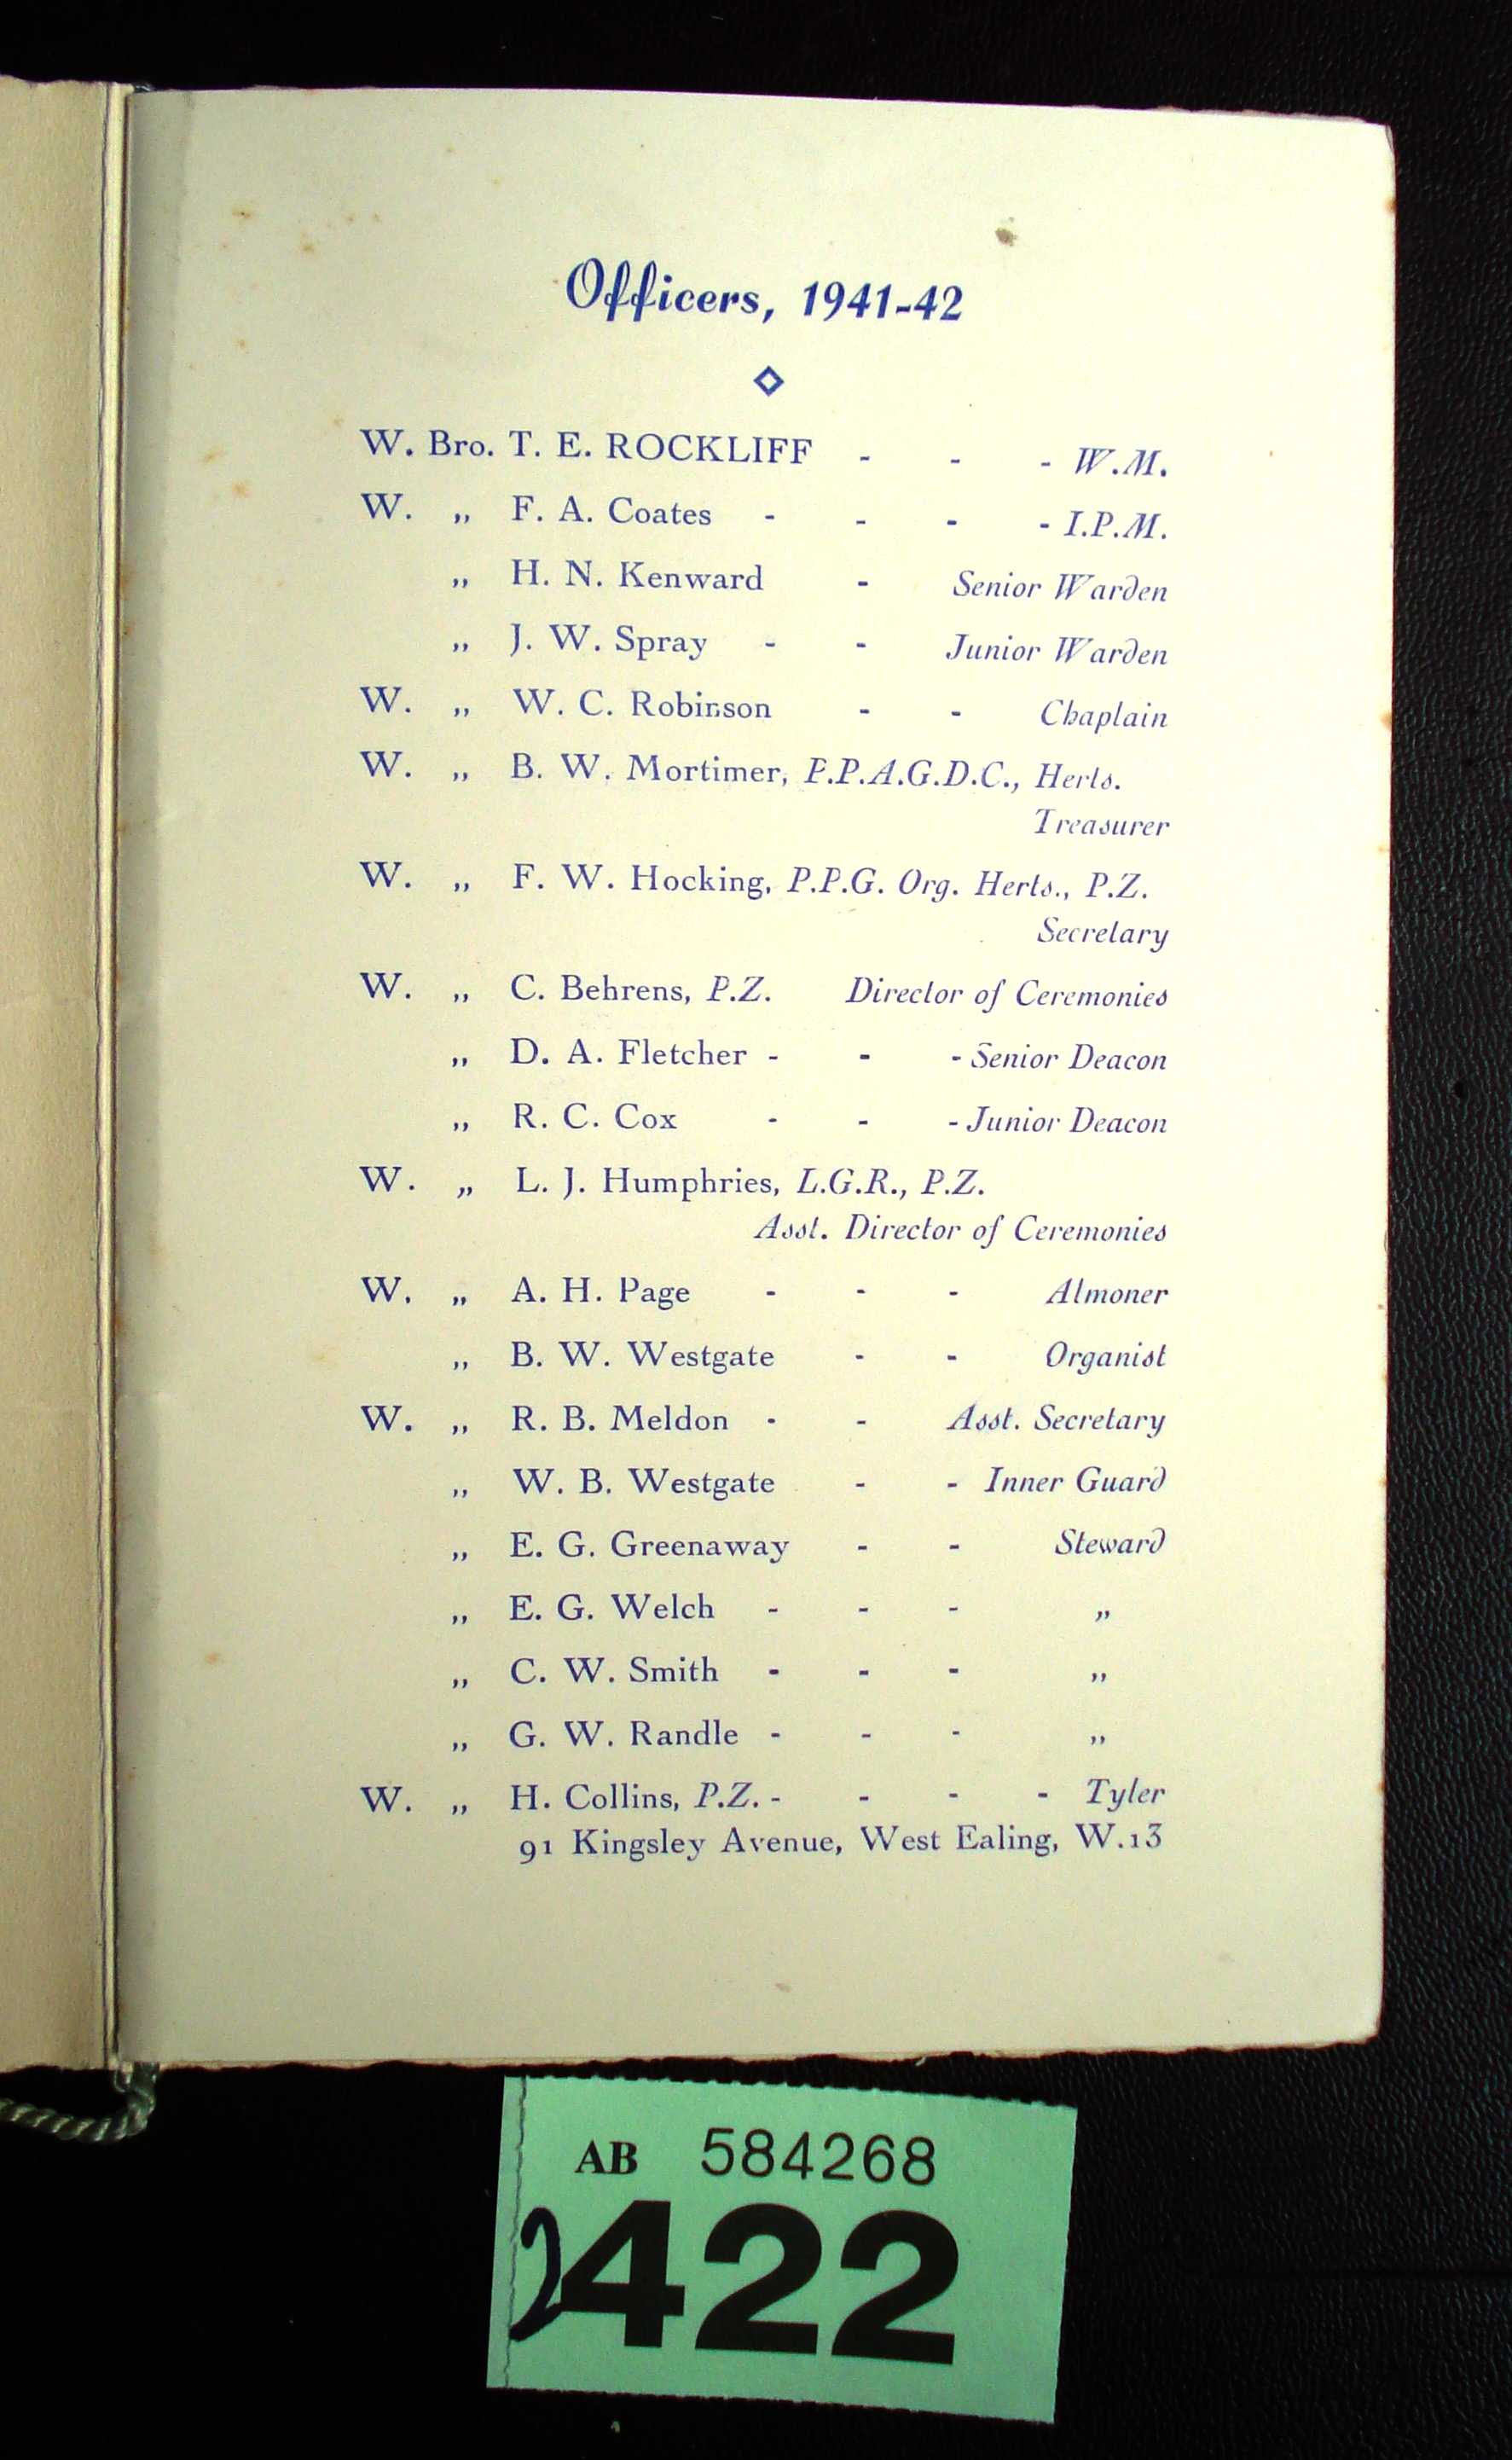 Officers, 1941-42
W. Bro. T. E. ROCKLIFF - - - W.M.
W. „ F. A. Coates - - - - I.P.M.
„ H. N. Kenward - Senior Warden
„ J. W. Spray - - Junior Warden
W. „ W. C. Robinson - - Chaplain
W. „ B. W. Mortimer, P.P.A.G.D.C., Herts.
Treasurer
W. „ F. W. Hocking, P.P.G. Org. Herts., P.Z.
Secretary
W. „ C. Behrens, P.Z. Director of Ceremonies
„ D. A. Fletcher - - - Senior Deacon
„ R. C. Cox - - - Junior Deacon
W. „ L. J. Humphries, L.G.R., P.Z.
Asst. Director of Ceremonies
W. „ A. H. Page - - - Almoner
„ B. W. Westgate - - Organist
W. „ R. B. Meldon - - Asst. Secretary
„ W. B. Westgate - - Inner Guard
„ E. G. Greenaway - - Steward
„ E. G. Welch - - - „
„ C. W. Smith - - - „
„ G. W. Randle - - - „
W. „ H. Collins, P.Z. - - - - Tyler
91 Kingsley Avenue, West Ealing, W.13
AB 584268
2422